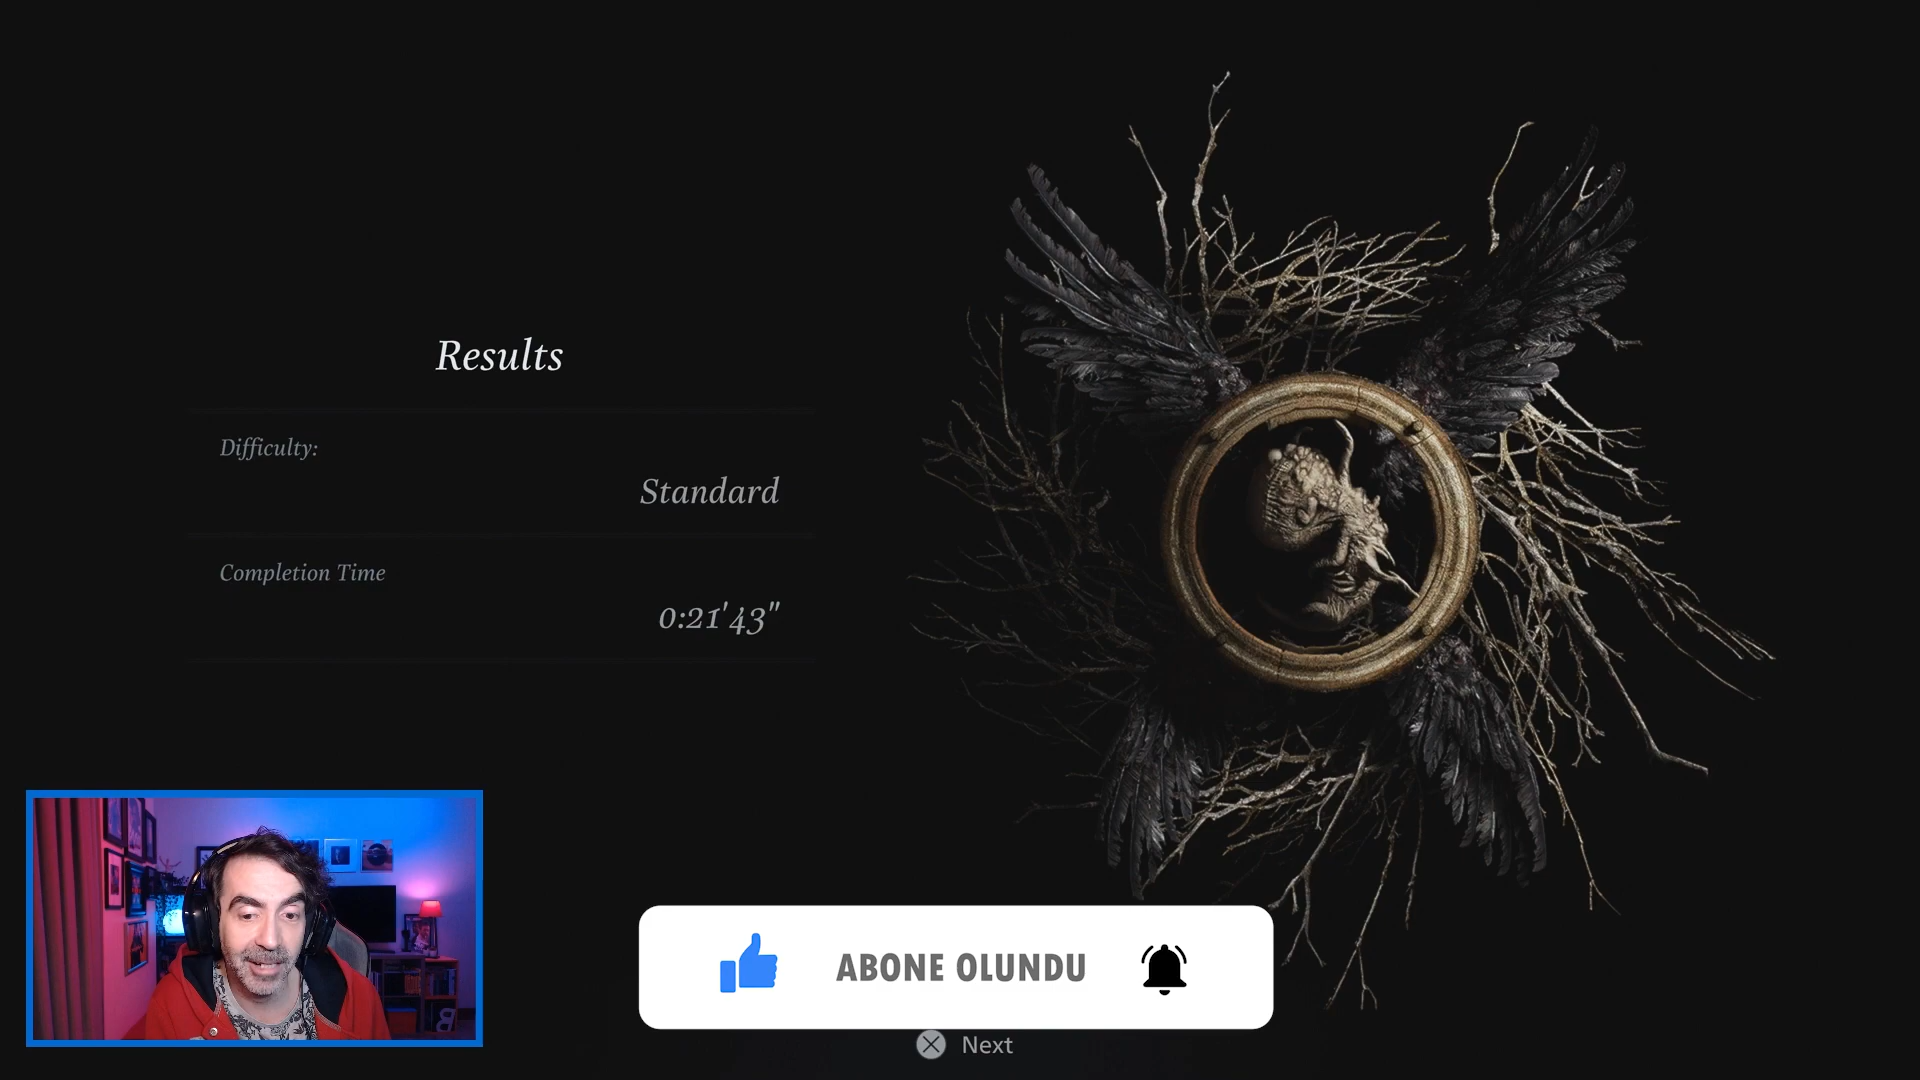 Results
Difficulty:
Standard
Completion Time
0:21'43"
ABONE OLUNDU
Next